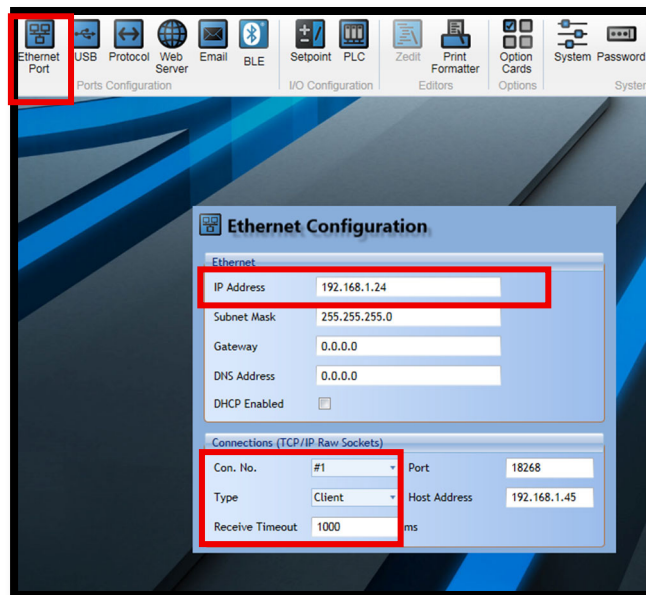 Ethernet Port USB Protocol Web Server Email BLE Setpoint PLC Zedit Print Formatter Option Cards System Password
Ports Configuration I/O Configuration Editors Options System
Ethernet Configuration
Ethernet
IP Address 192.168.1.24
Subnet Mask 255.255.255.0
Gateway 0.0.0.0
DNS Address 0.0.0.0
DHCP Enabled
Connections (TCP/IP Raw Sockets)
Con. No. #1 Port 18268
Type Client Host Address 192.168.1.45
Receive Timeout 1000 ms